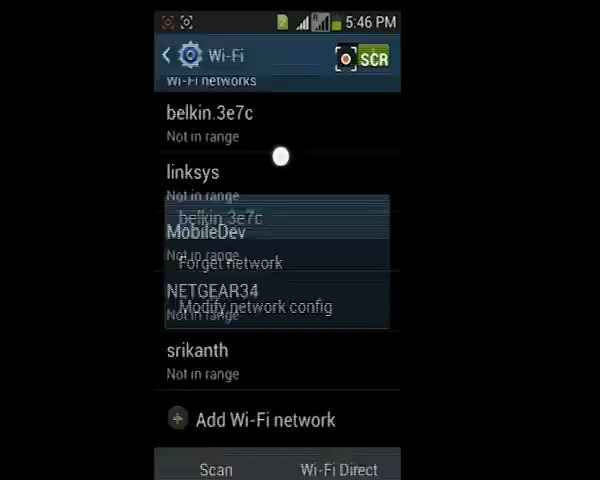 5:46 PM
Wi-Fi
SCR
Wi-Fi networks
belkin.3e7c
Not in range
linksys
Not in range
belkin.3e7c
MobileDev
Not in range
Forget network
NETGEAR34
Modify network config
Not in range
srikanth
Not in range
Add Wi-Fi network
Scan Wi-Fi Direct